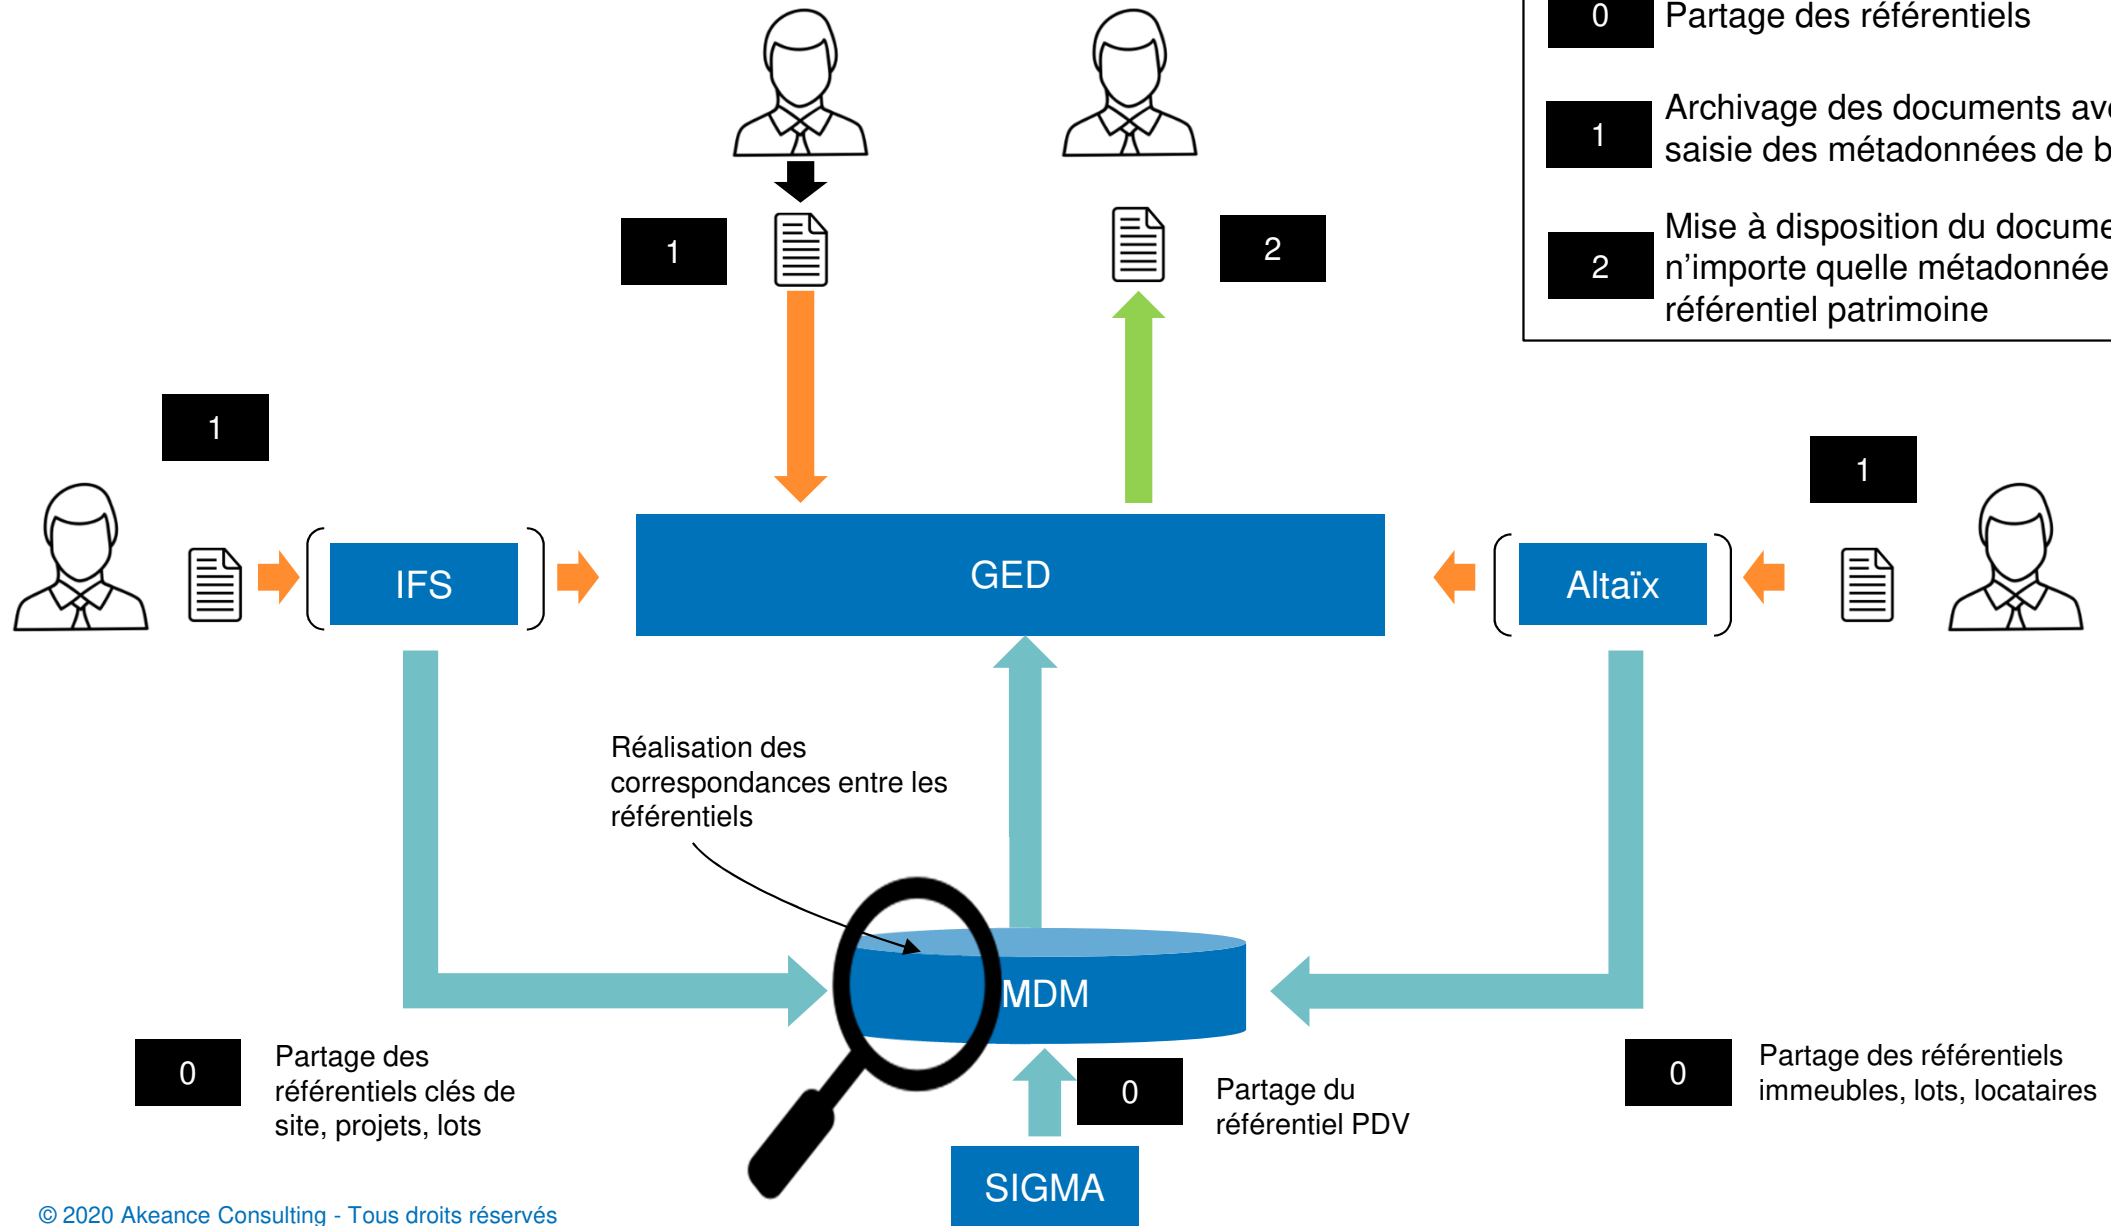 0
Partage des référentiels
1
Archivage des documents
saisie des métadonnées de
2
Mise à disposition du
n'importe quelle métadonnée
référentiel patrimoine
1
2
1
1
IFS
GED
Altaïx
Réalisation des
correspondances entre les
référentiels
MDM
0
Partage des
référentiels clés de
site, projets, lots
0
Partage du
référentiel PDV
0
Partage des référentiels
immeubles, lots, locataires
SIGMA
© 2020 Akeance Consulting - Tous droits réservés